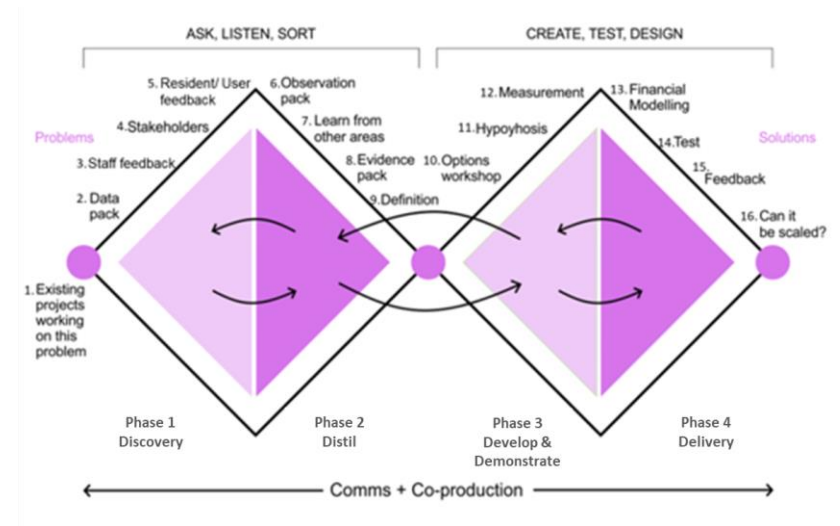 ASK, LISTEN, SORT
CREATE, TEST, DESIGN
Problems
1. Existing
projects
working
on this
problem
2. Data
pack
3. Staff feedback
4. Stakeholders
5. Resident/ User
feedback
6. Observation
pack
7. Learn from
other areas
8. Evidence
pack
9. Definition
10. Options
workshop
11. Hypoyhosis
12. Measurement
13. Financial
Modelling
14. Test
15.
Feedback
16. Can it
be scaled?
Solutions
Phase 1
Discovery
Phase 2
Distil
Phase 3
Develop &
Demonstrate
Phase 4
Delivery
Comms + Co-production